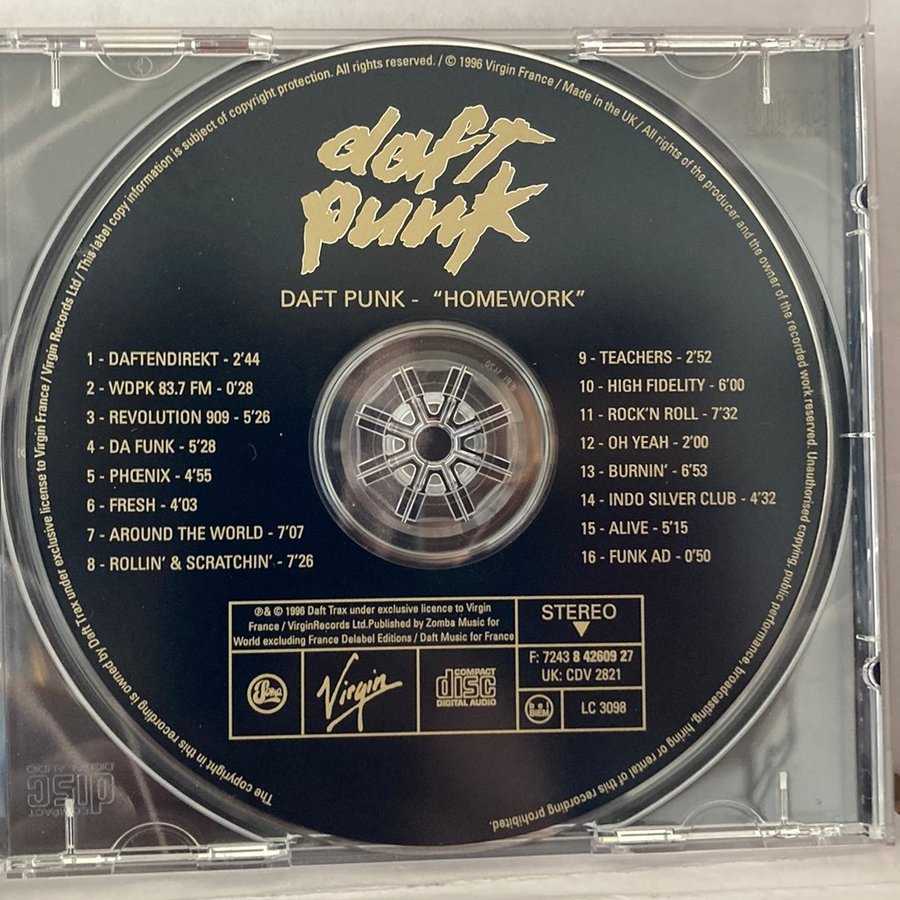 The copyright in this recording is owned by Daft Trax under exclusive license to Virgin France / Virgin Records Ltd / This label copy information is subject of copyright protection. All rights reserved. / © 1996 Virgin France / Made in the UK / All rights of the producer and the owner of the recorded work reserved. Unauthorised copying, public performance, broadcasting, hiring or rental of this recording prohibited.
daft
punk
DAFT PUNK - “HOMEWORK”
1 - DAFTENDIREKT - 2’44
2 - WDPK 83.7 FM - 0’28
3 - REVOLUTION 909 - 5’26
4 - DA FUNK - 5’28
5 - PHŒNIX - 4’55
6 - FRESH - 4’03
7 - AROUND THE WORLD - 7’07
8 - ROLLIN’ & SCRATCHIN’ - 7’26
9 - TEACHERS - 2’52
10 - HIGH FIDELITY - 6’00
11 - ROCK’N ROLL - 7’32
12 - OH YEAH - 2’00
13 - BURNIN’ - 6’53
14 - INDO SILVER CLUB - 4’32
15 - ALIVE - 5’15
16 - FUNK AD - 0’50
℗& © 1996 Daft Trax under exclusive licence to Virgin
France / VirginRecords Ltd.Published by Zomba Music for
World excluding France Delabel Editions / Daft Music for France
STEREO
F: 7243 8 42609 27
UK: CDV 2821
Virgin
COMPACT
disc
DIGITAL AUDIO
bel
BIEM
LC 3098
COMPACT
disc
DIGITAL AUDIO